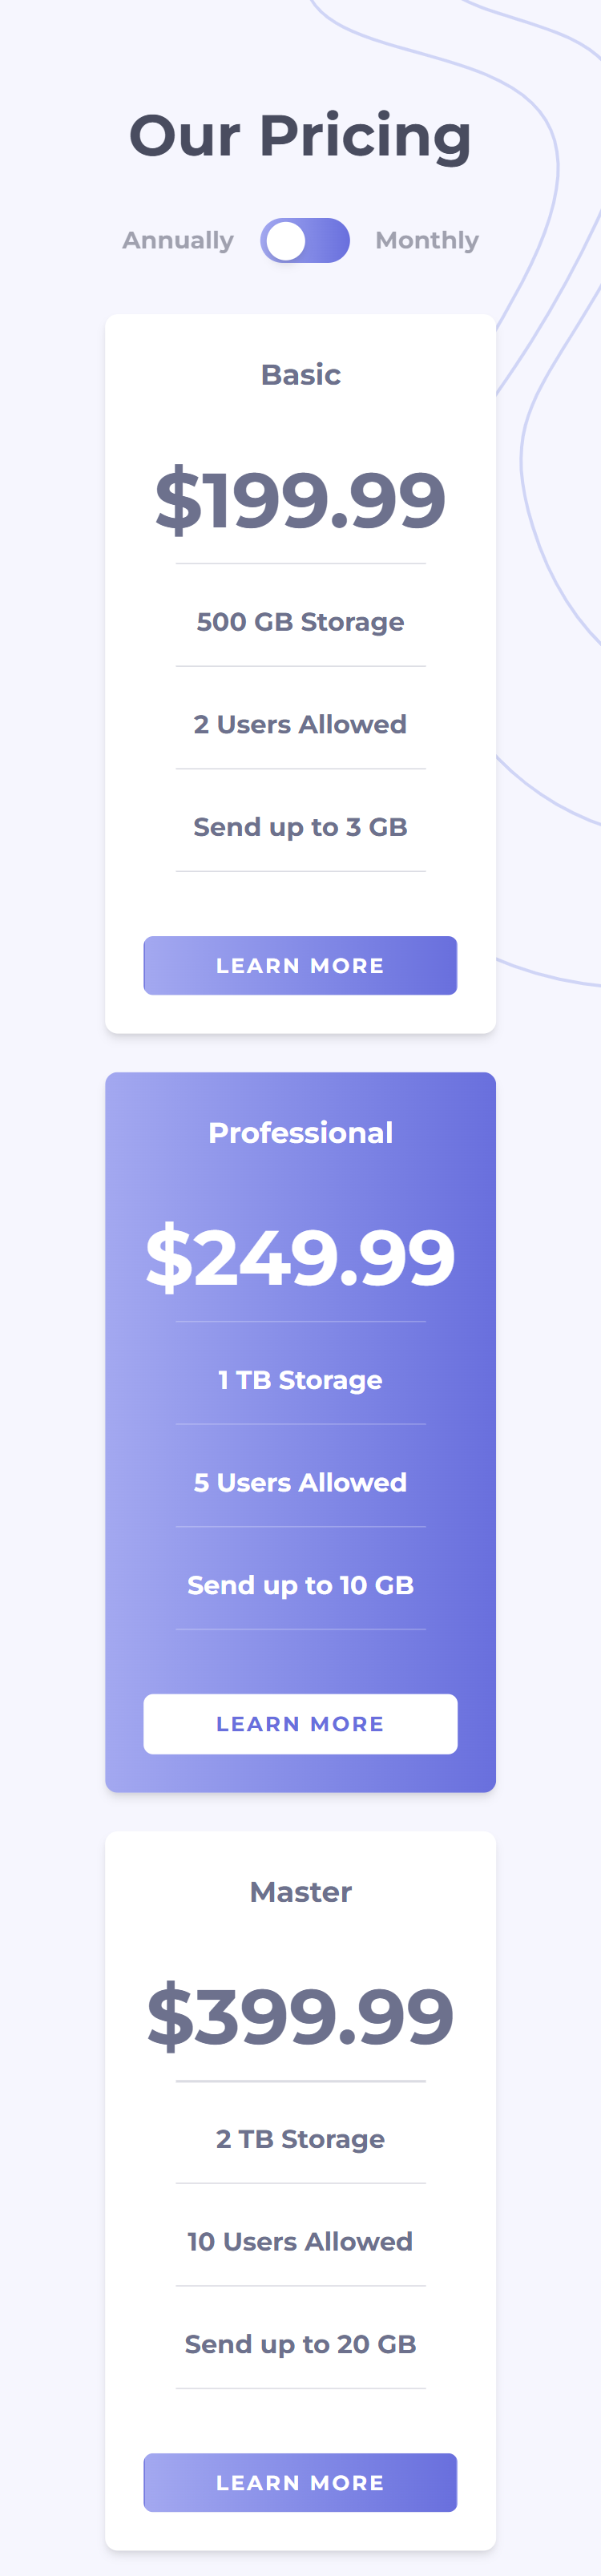 Our Pricing
Annually Monthly
Basic
$199.99
500 GB Storage
2 Users Allowed
Send up to 3 GB
LEARN MORE
Professional
$249.99
1 TB Storage
5 Users Allowed
Send up to 10 GB
LEARN MORE
Master
$399.99
2 TB Storage
10 Users Allowed
Send up to 20 GB
LEARN MORE